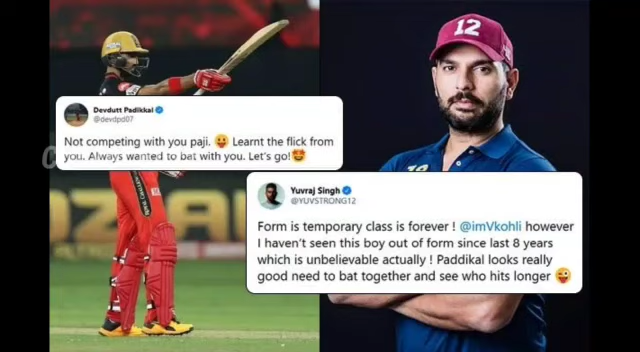 12
Devdutt Padikkal
@devdpd07
Not competing with you paji. 😛 Learnt the flick from
you. Always wanted to bat with you. Let's go!🤩
Yuvraj Singh
@YUVSTRONG12
Form is temporary class is forever ! @imVkohli however
I haven't seen this boy out of form since last 8 years
which is unbelievable actually ! Paddikal looks really
good need to bat together and see who hits longer 😜